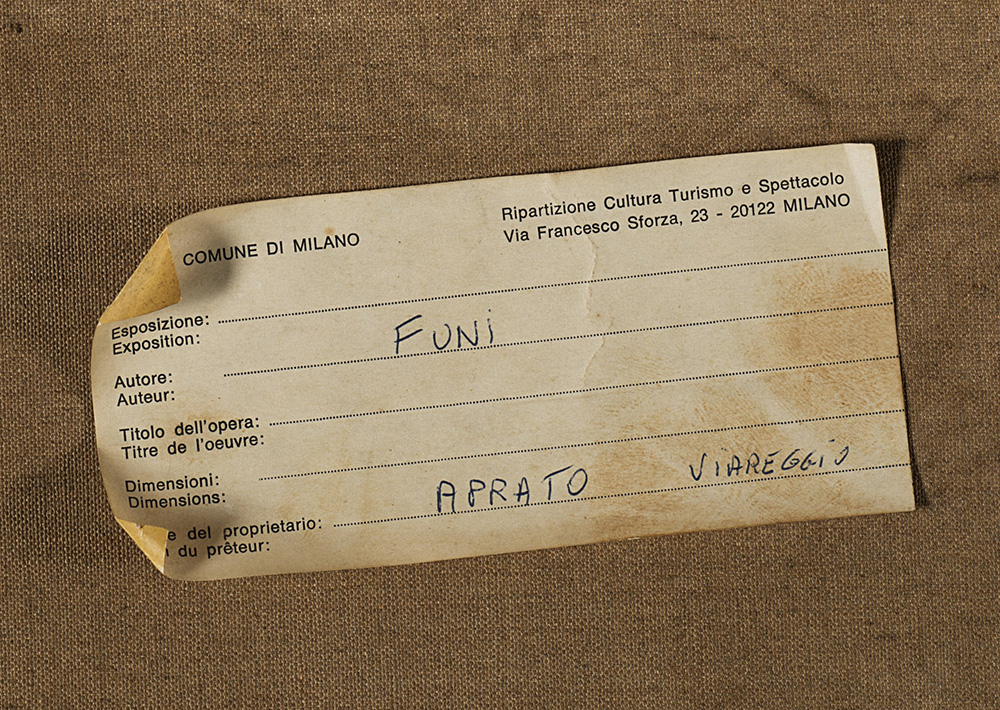 COMUNE DI MILANO
Ripartizione Cultura Turismo e Spettacolo
Via Francesco Sforza, 23 - 20122 MILANO
Esposizione:
Exposition:
FUNi
Autore:
Auteur:
Titolo dell'opera:
Titre de l'oeuvre:
Dimensioni:
Dimensions:
APRATO ViAREGGiO
e del proprietario:
du prêteur: